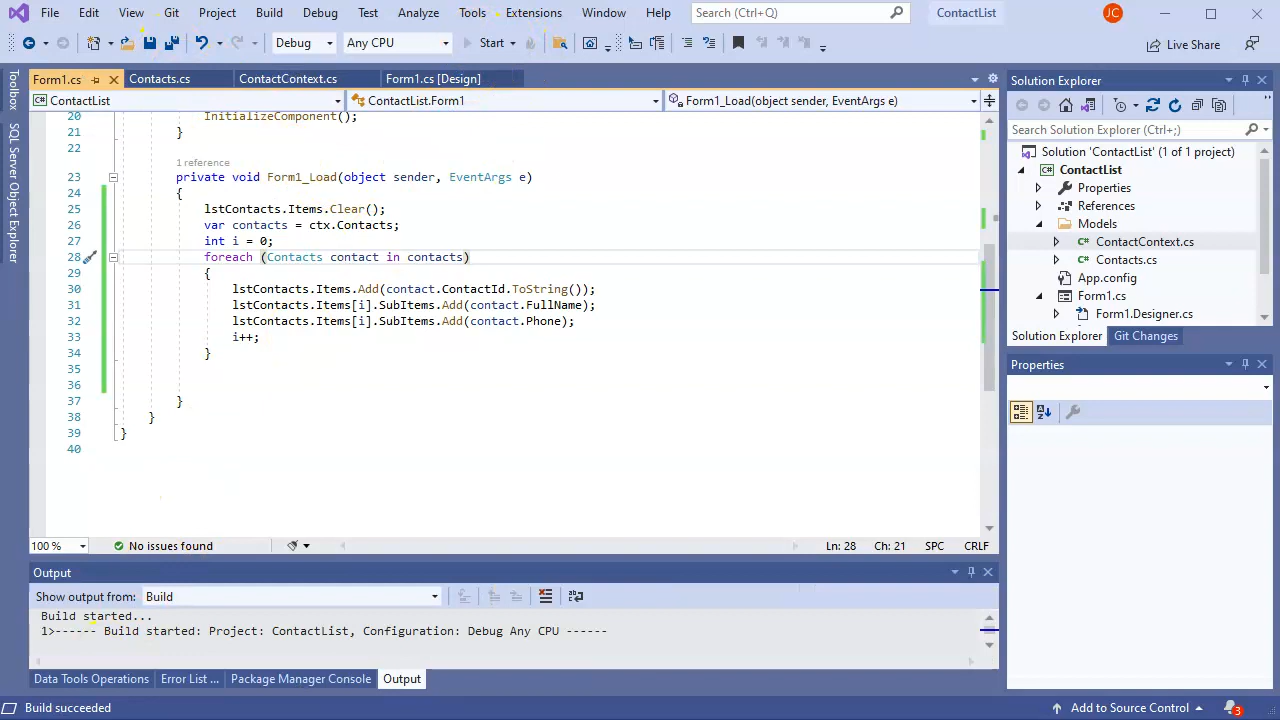 File Edit View Git Project Build Debug Test Analyze Tools Extensions Window Help Search (Ctrl+Q) ContactList JC
Debug Any CPU Start Live Share
Form1.cs Contacts.cs ContactContext.cs Form1.cs [Design]
ContactList ContactList.Form1 Form1_Load(object sender, EventArgs e)
Toolbox
SQL Server Object Explorer
20 InitializeComponent();
21 }
22
1 reference
23 private void Form1_Load(object sender, EventArgs e)
24 {
25 lstContacts.Items.Clear();
26 var contacts = ctx.Contacts;
27 int i = 0;
28 foreach (Contacts contact in contacts)
29 {
30 lstContacts.Items.Add(contact.ContactId.ToString());
31 lstContacts.Items[i].SubItems.Add(contact.FullName);
32 lstContacts.Items[i].SubItems.Add(contact.Phone);
33 i++;
34 }
35
36
37 }
38 }
39 }
40
100 % No issues found Ln: 28 Ch: 21 SPC CRLF
Output
Show output from: Build
Build started...
1>------ Build started: Project: ContactList, Configuration: Debug Any CPU ------
Data Tools Operations Error List ... Package Manager Console Output
Solution Explorer
Search Solution Explorer (Ctrl+;)
Solution 'ContactList' (1 of 1 project)
ContactList
Properties
References
Models
ContactContext.cs
Contacts.cs
App.config
Form1.cs
Form1.Designer.cs
Solution Explorer Git Changes
Properties
Build succeeded Add to Source Control 3